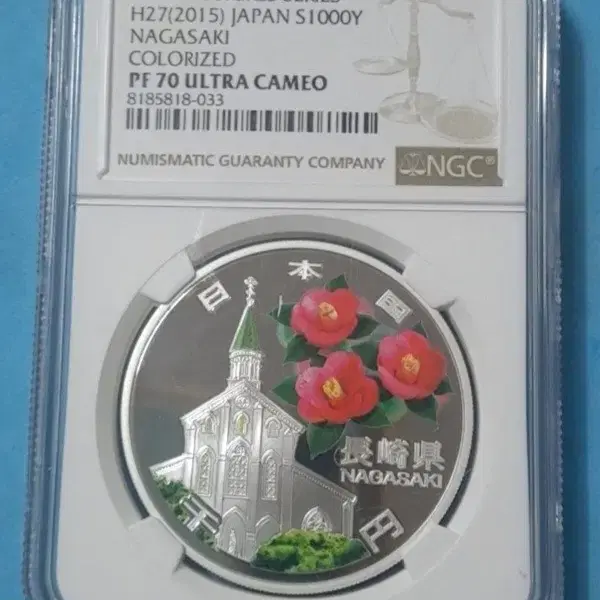 H27(2015) JAPAN S1000Y
NAGASAKI
COLORIZED
PF 70 ULTRA CAMEO
8185818-033
NUMISMATIC GUARANTY COMPANY
NGC®
日本国
長崎県
NAGASAKI
千円